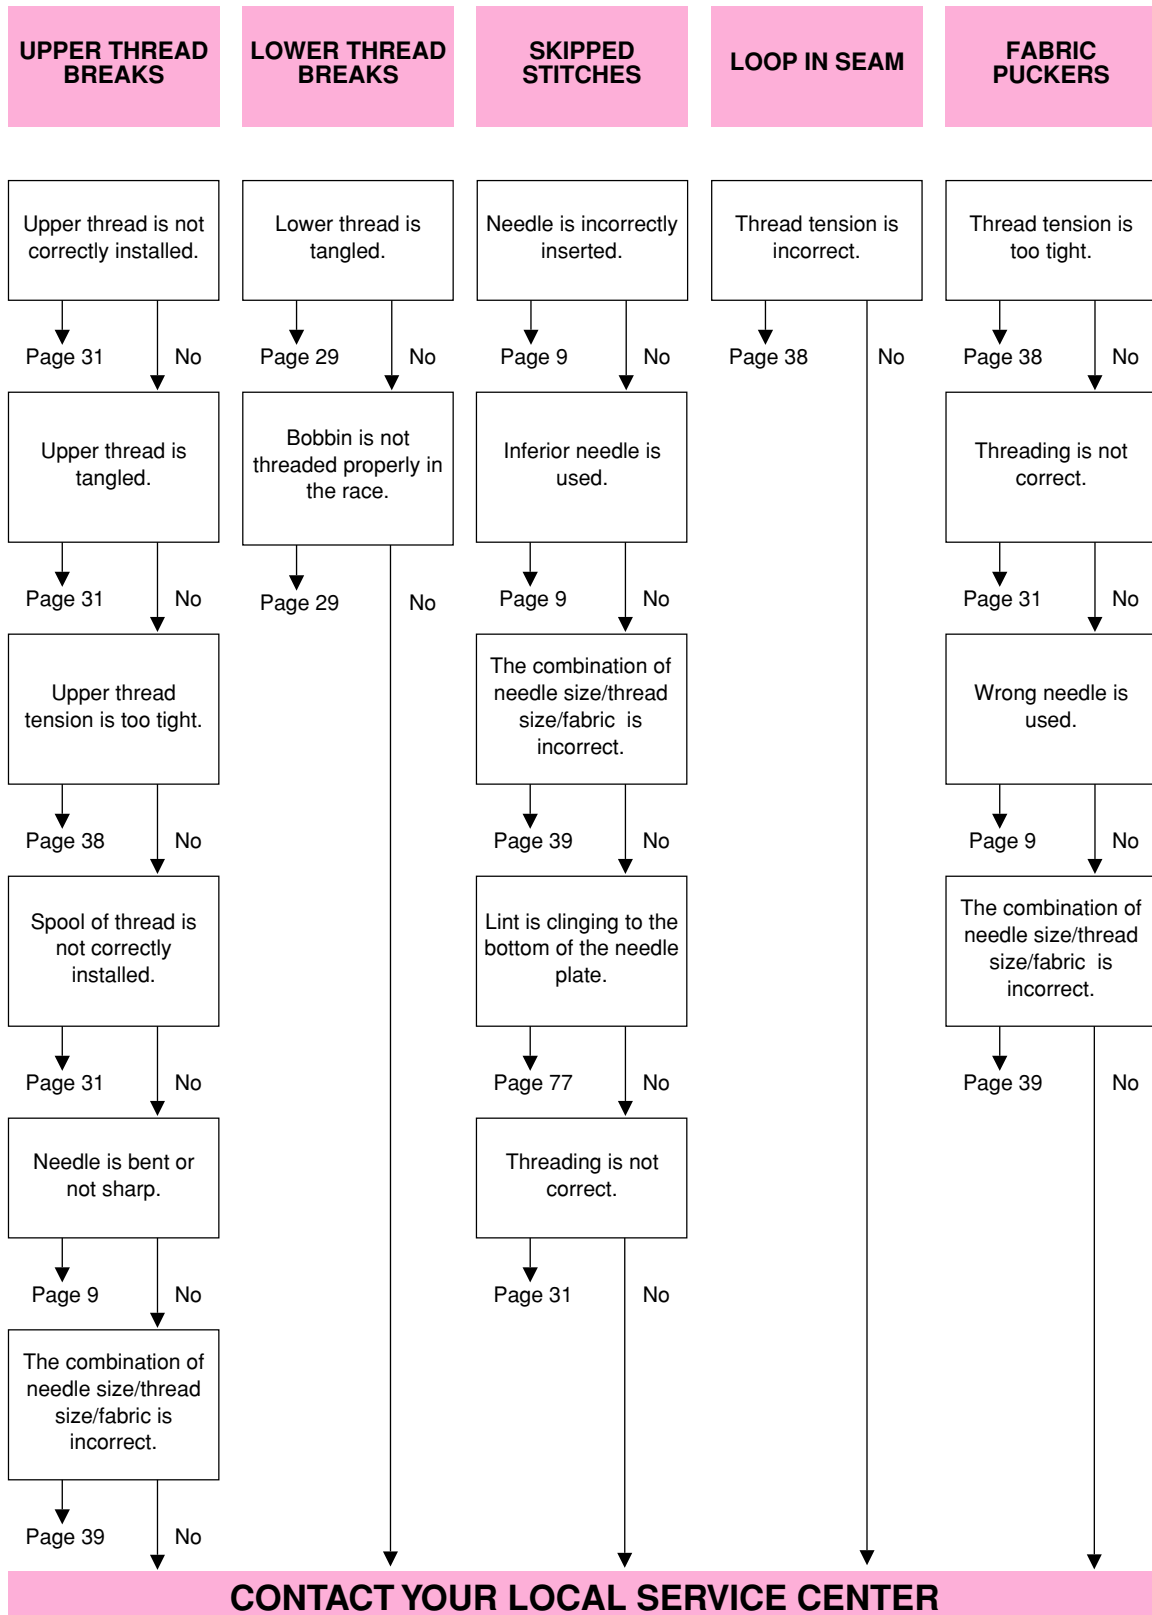 UPPER THREAD
BREAKS
Upper thread is not
correctly installed.
Page 31
No
Upper thread is
tangled.
Page 31
No
Upper thread
tension is too tight.
Page 38
No
Spool of thread is
not correctly
installed.
Page 31
No
Needle is bent or
not sharp.
Page 9
No
The combination of
needle size/thread
size/fabric is
incorrect.
Page 39
No
LOWER THREAD
BREAKS
Lower thread is
tangled.
Page 29
No
Bobbin is not
threaded properly in
the race.
Page 29
No
SKIPPED
STITCHES
Needle is incorrectly
inserted.
Page 9
No
Inferior needle is
used.
Page 9
No
The combination of
needle size/thread
size/fabric is
incorrect.
Page 39
No
Lint is clinging to the
bottom of the needle
plate.
Page 77
No
Threading is not
correct.
Page 31
No
LOOP IN SEAM
Thread tension is
incorrect.
Page 38
No
FABRIC
PUCKERS
Thread tension is
too tight.
Page 38
No
Threading is not
correct.
Page 31
No
Wrong needle is
used.
Page 9
No
The combination of
needle size/thread
size/fabric is
incorrect.
Page 39
No
CONTACT YOUR LOCAL SERVICE CENTER